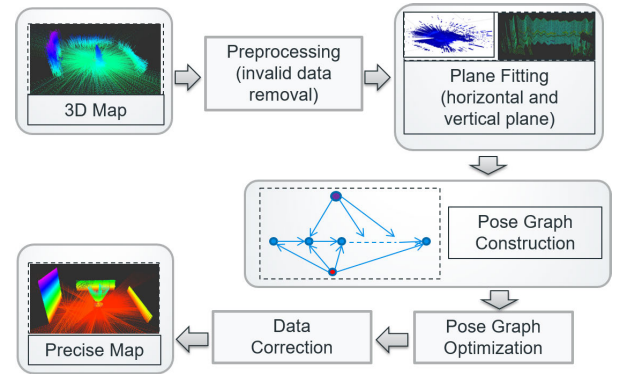 3D Map
Preprocessing
(invalid data
removal)
Plane Fitting
(horizontal and
vertical plane)
Pose Graph
Construction
Pose Graph
Optimization
Data
Correction
Precise Map